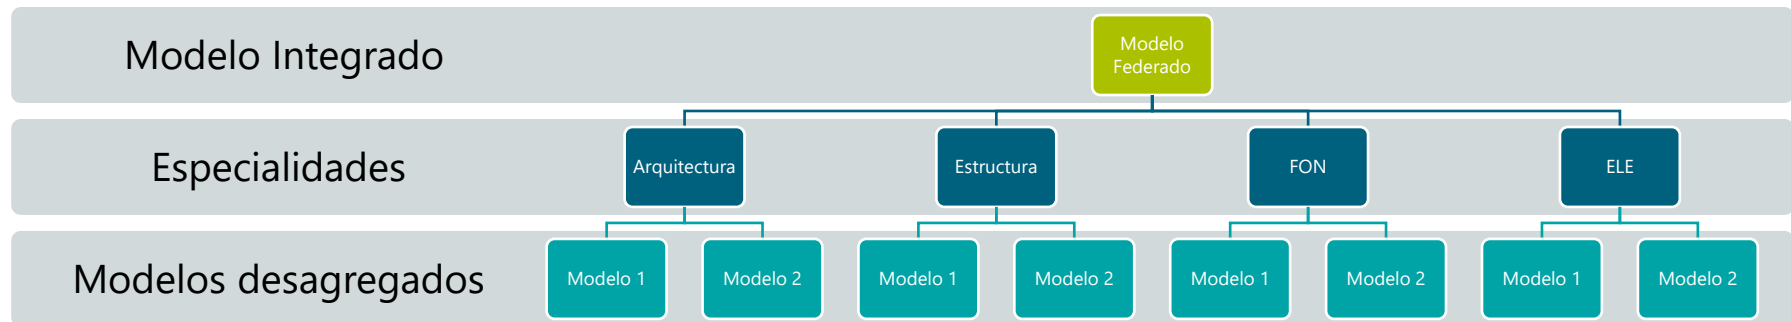 Modelo Integrado
Modelo
Federado
Especialidades
Arquitectura
Estructura
FON
ELE
Modelos desagregados
Modelo 1
Modelo 2
Modelo 1
Modelo 2
Modelo 1
Modelo 2
Modelo 1
Modelo 2